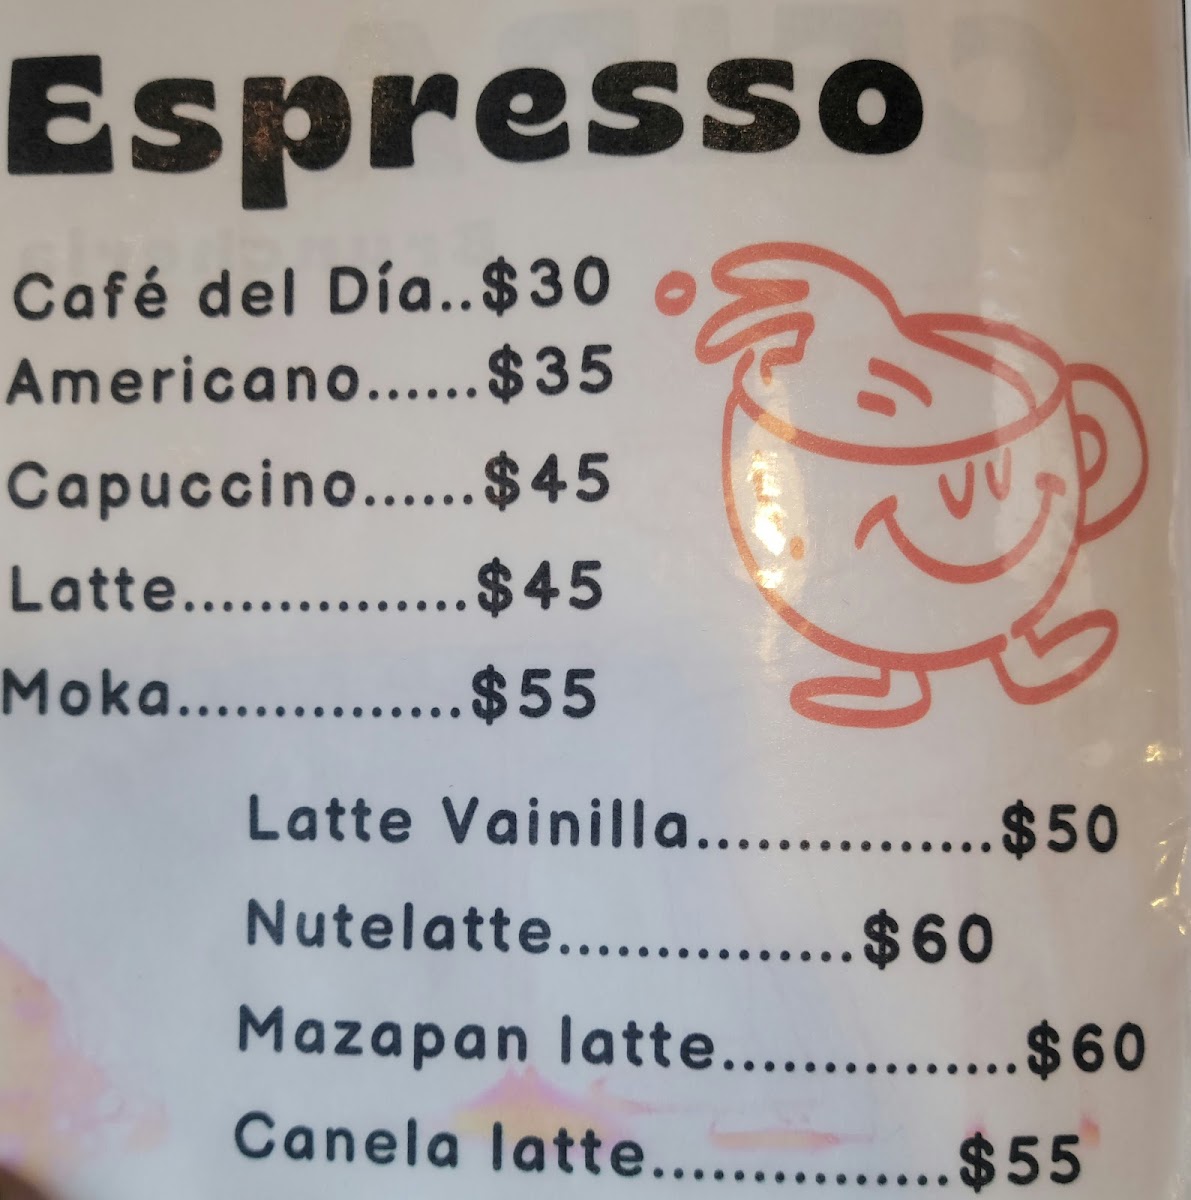 Espresso
Café del Día..$30
Americano......$35
Capuccino......$45
Latte...............$45
Moka...............$55
Latte Vainilla................$50
Nutelatte................$60
Mazapan latte................$60
Canela latte................$55